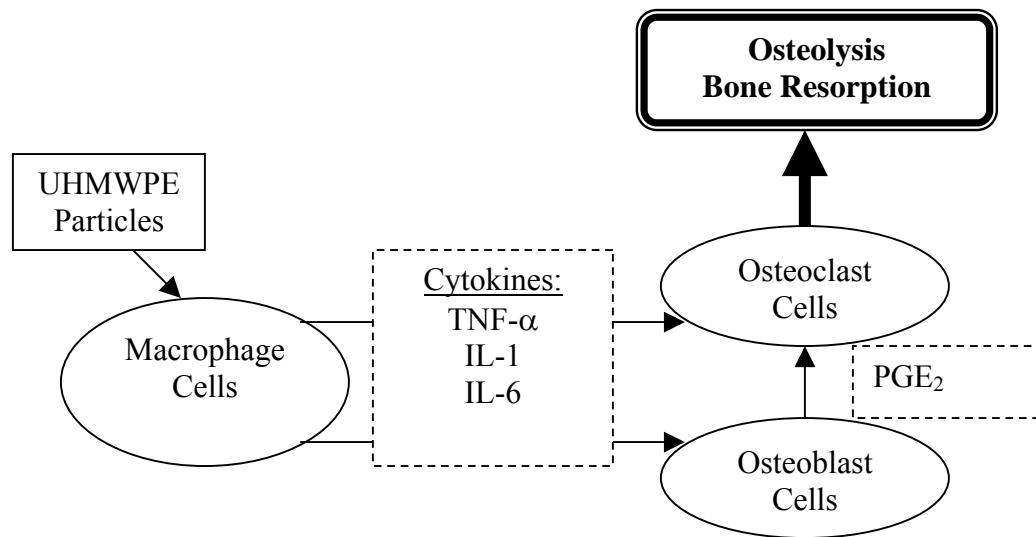 Osteolysis
Bone Resorption
UHMWPE
Particles
Macrophage
Cells
Cytokines:
TNF-α
IL-1
IL-6
Osteoclast
Cells
PGE₂
Osteoblast
Cells